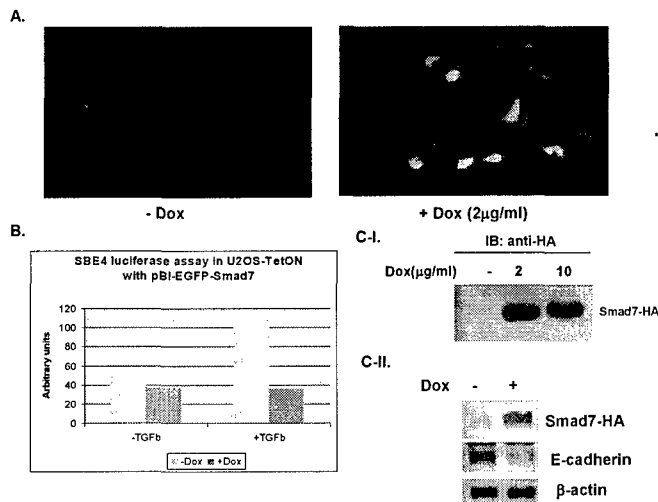 A.
- Dox
+ Dox (2μg/ml)
B.
SBE4 luciferase assay in U2OS-TetON
with pBI-EGFP-Smad7
Arbitrary units
120
100
80
60
40
20
0
-TGFb
+TGFb
-Dox +Dox
C-I.
IB: anti-HA
Dox(μg/ml) - 2 10
Smad7-HA
C-II.
Dox - +
Smad7-HA
E-cadherin
β-actin